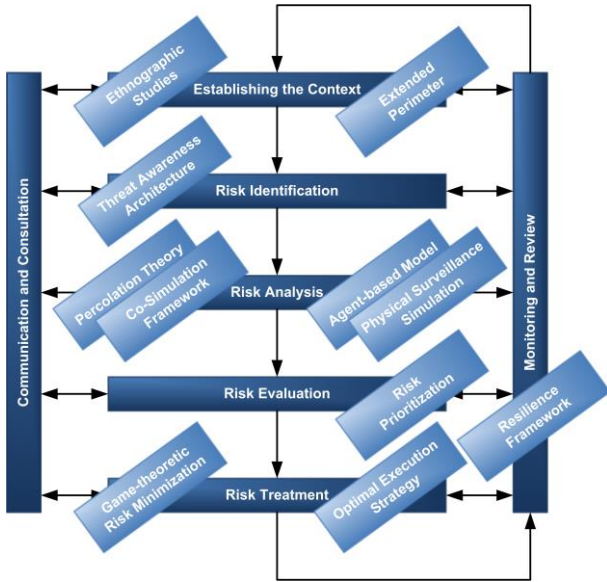 Ethnographic
Studies
Establishing the Context
Extended
Perimeter
Threat Awareness
Architecture
Risk Identification
Communication and Consultation
Monitoring and Review
Percolation Theory
Co-Simulation
Framework
Risk Analysis
Agent-based Model
Physical Surveillance
Simulation
Risk Evaluation
Risk
Prioritization
Resilience
Framework
Game-theoretic
Risk Minimization
Risk Treatment
Optimal Execution
Strategy